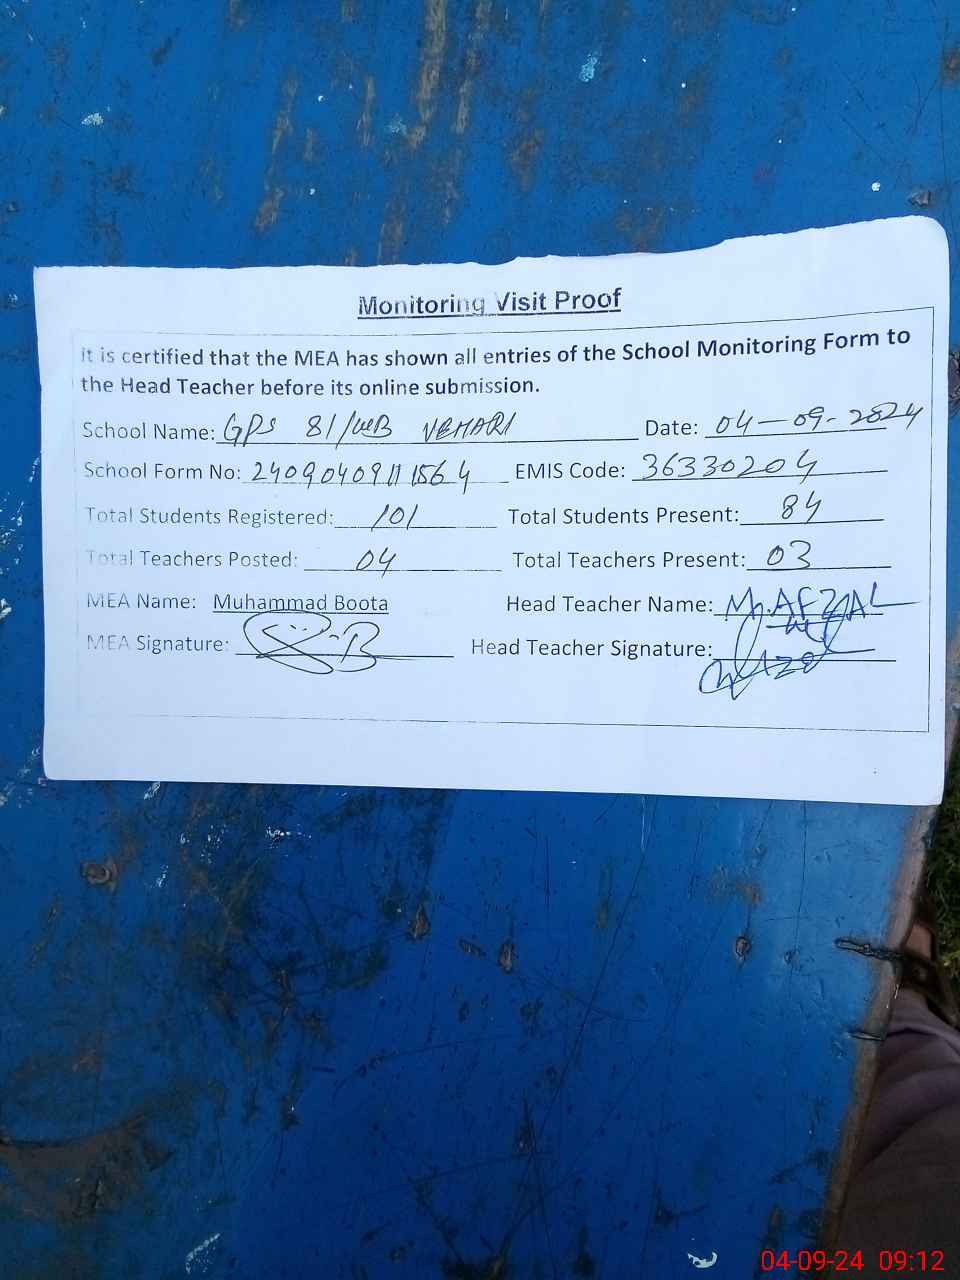 Monitoring Visit Proof
It is certified that the MEA has shown all entries of the School Monitoring Form to
the Head Teacher before its online submission.
School Name: GPS 81/WB VEHARI Date: 04-09-2024
School Form No: 24090409111564 EMIS Code: 36330204
Total Students Registered: 101 Total Students Present: 84
Total Teachers Posted: 04 Total Teachers Present: 03
MEA Name: Muhammad Boota Head Teacher Name: M.AFZAL
MEA Signature: Head Teacher Signature:
04-09-24 09:12